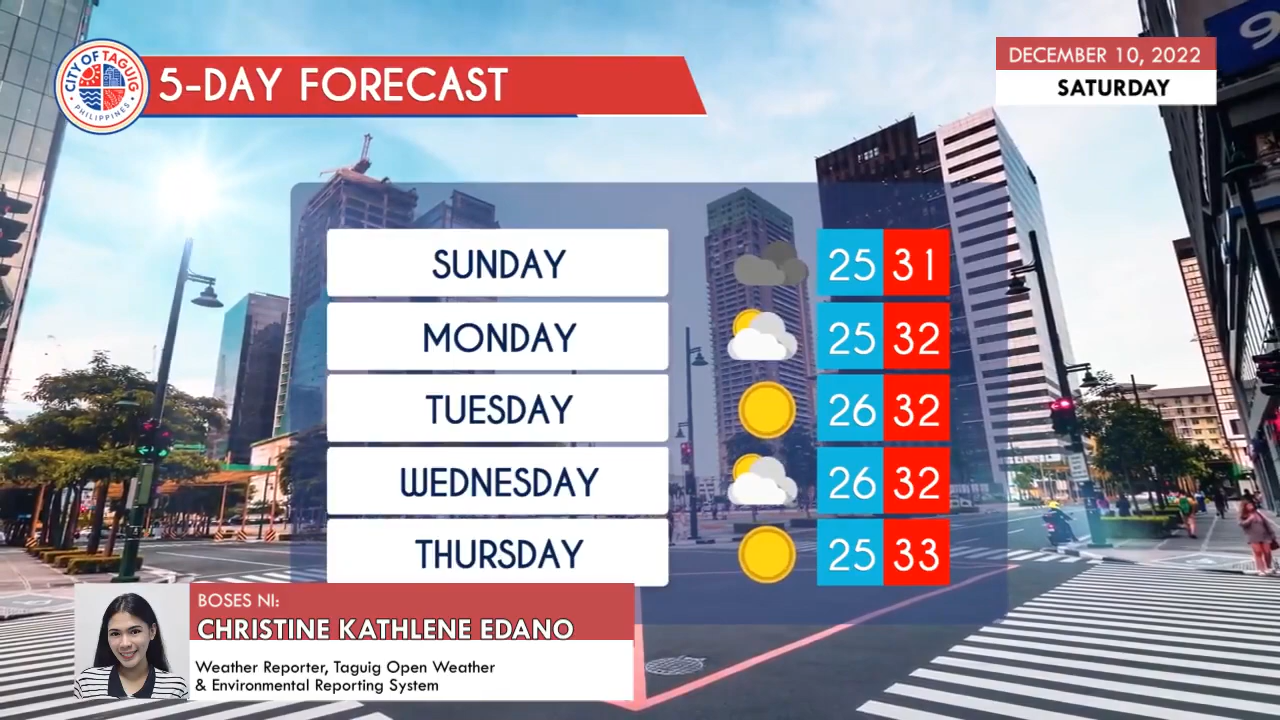 CITY OF TAGUIG
PHILIPPINES
5-DAY FORECAST
DECEMBER 10, 2022
SATURDAY
9
SUNDAY 25 31
MONDAY 25 32
TUESDAY 26 32
WEDNESDAY 26 32
THURSDAY 25 33
BOSES NI:
CHRISTINE KATHLENE EDANO
Weather Reporter, Taguig Open Weather
& Environmental Reporting System